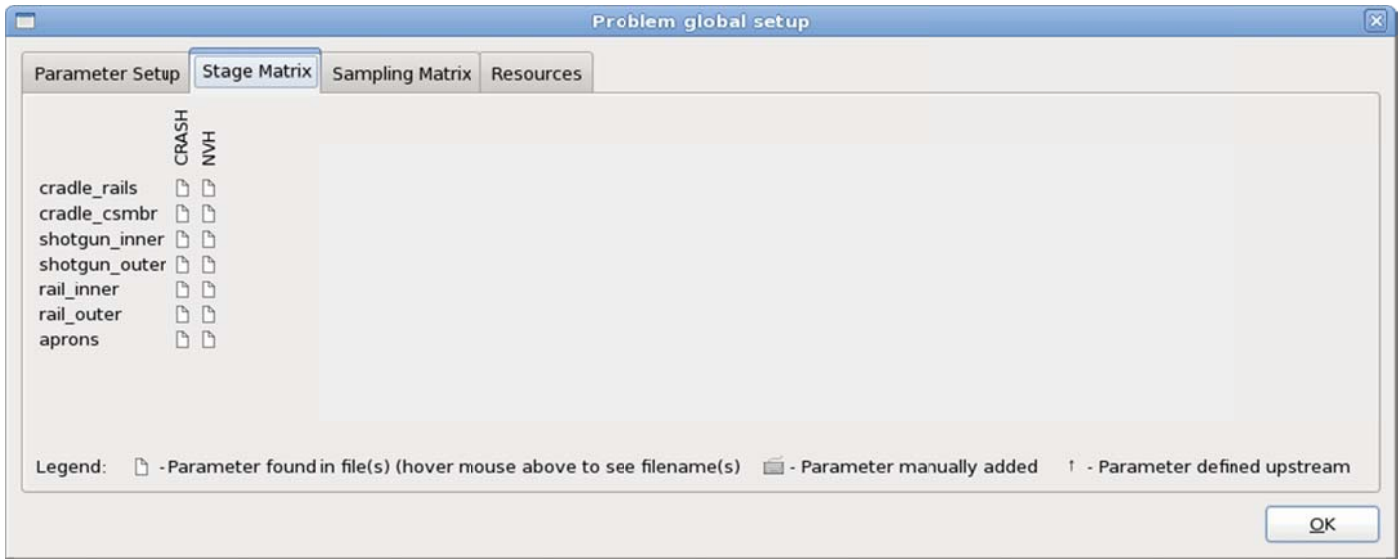 Problem global setup
Parameter Setup Stage Matrix Sampling Matrix Resources
CRASH NVH
cradle_rails
cradle_csmbr
shotgun_inner
shotgun_outer
rail_inner
rail_outer
aprons
Legend: - Parameter found in file(s) (hover mouse above to see filename(s) - Parameter manually added ↑ - Parameter defined upstream
OK